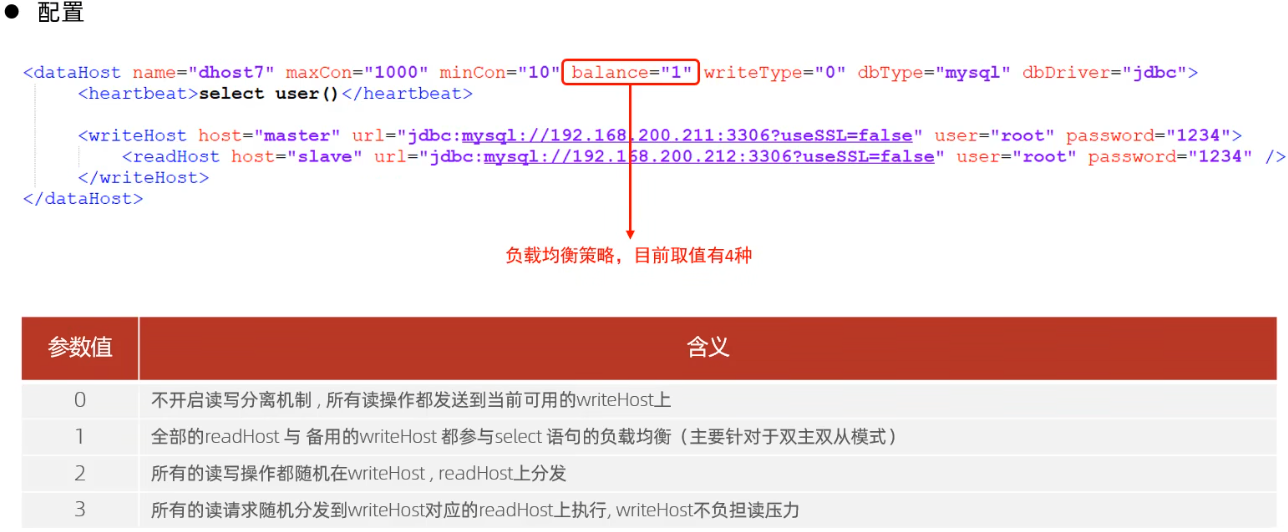 ● 配置
<dataHost name="dhost7" maxCon="1000" minCon="10" balance="1" writeType="0" dbType="mysql" dbDriver="jdbc">
<heartbeat>select user()</heartbeat>
<writeHost host="master" url="jdbc:mysql://192.168.200.211:3306?useSSL=false" user="root" password="1234">
<readHost host="slave" url="jdbc:mysql://192.168.200.212:3306?useSSL=false" user="root" password="1234" />
</writeHost>
</dataHost>
负载均衡策略，目前取值有4种
参数值 含义
0 不开启读写分离机制 , 所有读操作都发送到当前可用的writeHost上
1 全部的readHost 与 备用的writeHost 都参与select 语句的负载均衡（主要针对于双主双从模式）
2 所有的读写操作都随机在writeHost , readHost上分发
3 所有的读请求随机分发到writeHost对应的readHost上执行, writeHost不负担读压力